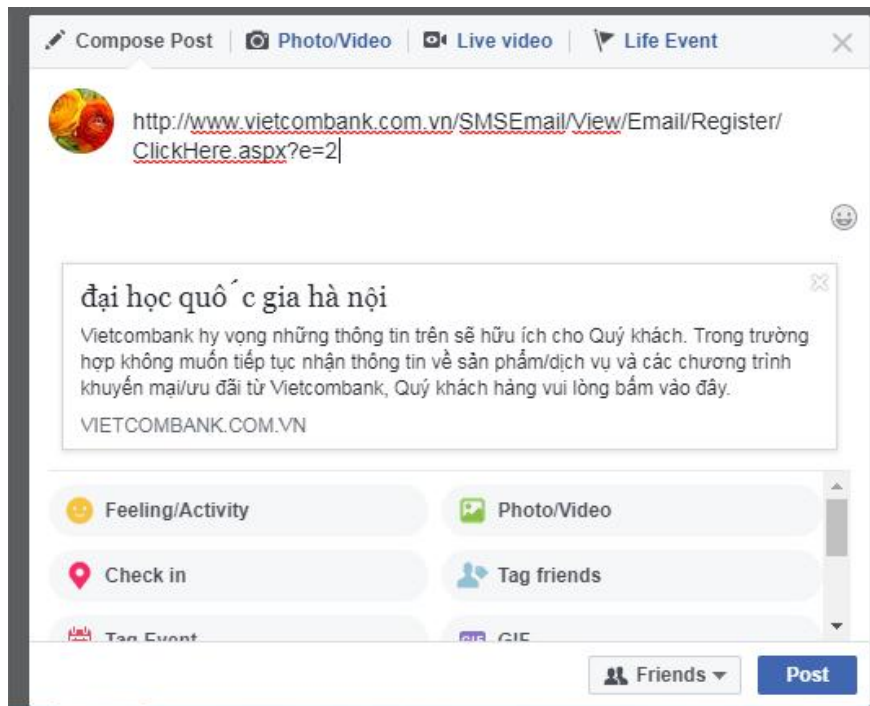 Compose Post Photo/Video Live video Life Event
http://www.vietcombank.com.vn/SMSEmail/View/Email/Register/
ClickHere.aspx?e=2
đại học quô´c gia hà nội
Vietcombank hy vọng những thông tin trên sẽ hữu ích cho Quý khách. Trong trường
hợp không muốn tiếp tục nhận thông tin về sản phẩm/dịch vụ và các chương trình
khuyến mại/ưu đãi từ Vietcombank, Quý khách hàng vui lòng bấm vào đây.
VIETCOMBANK.COM.VN
Feeling/Activity Photo/Video
Check in Tag friends
Tag Event GIF
Friends Post